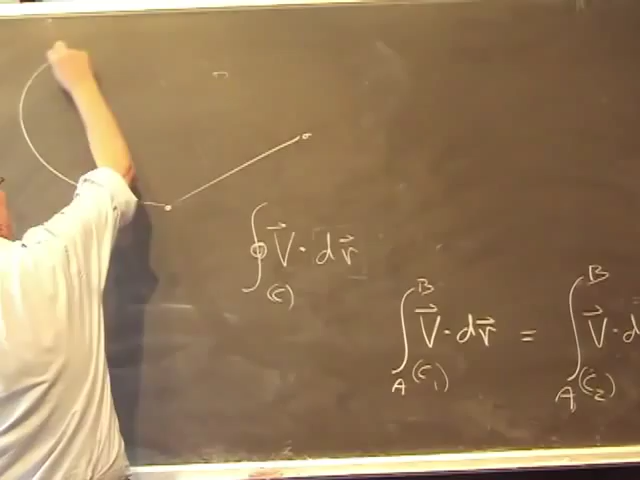 ∮(C) V⃗ · dr⃗
∫A(C₁)B V⃗ · dr⃗ = ∫A(C₂)B V⃗ · d